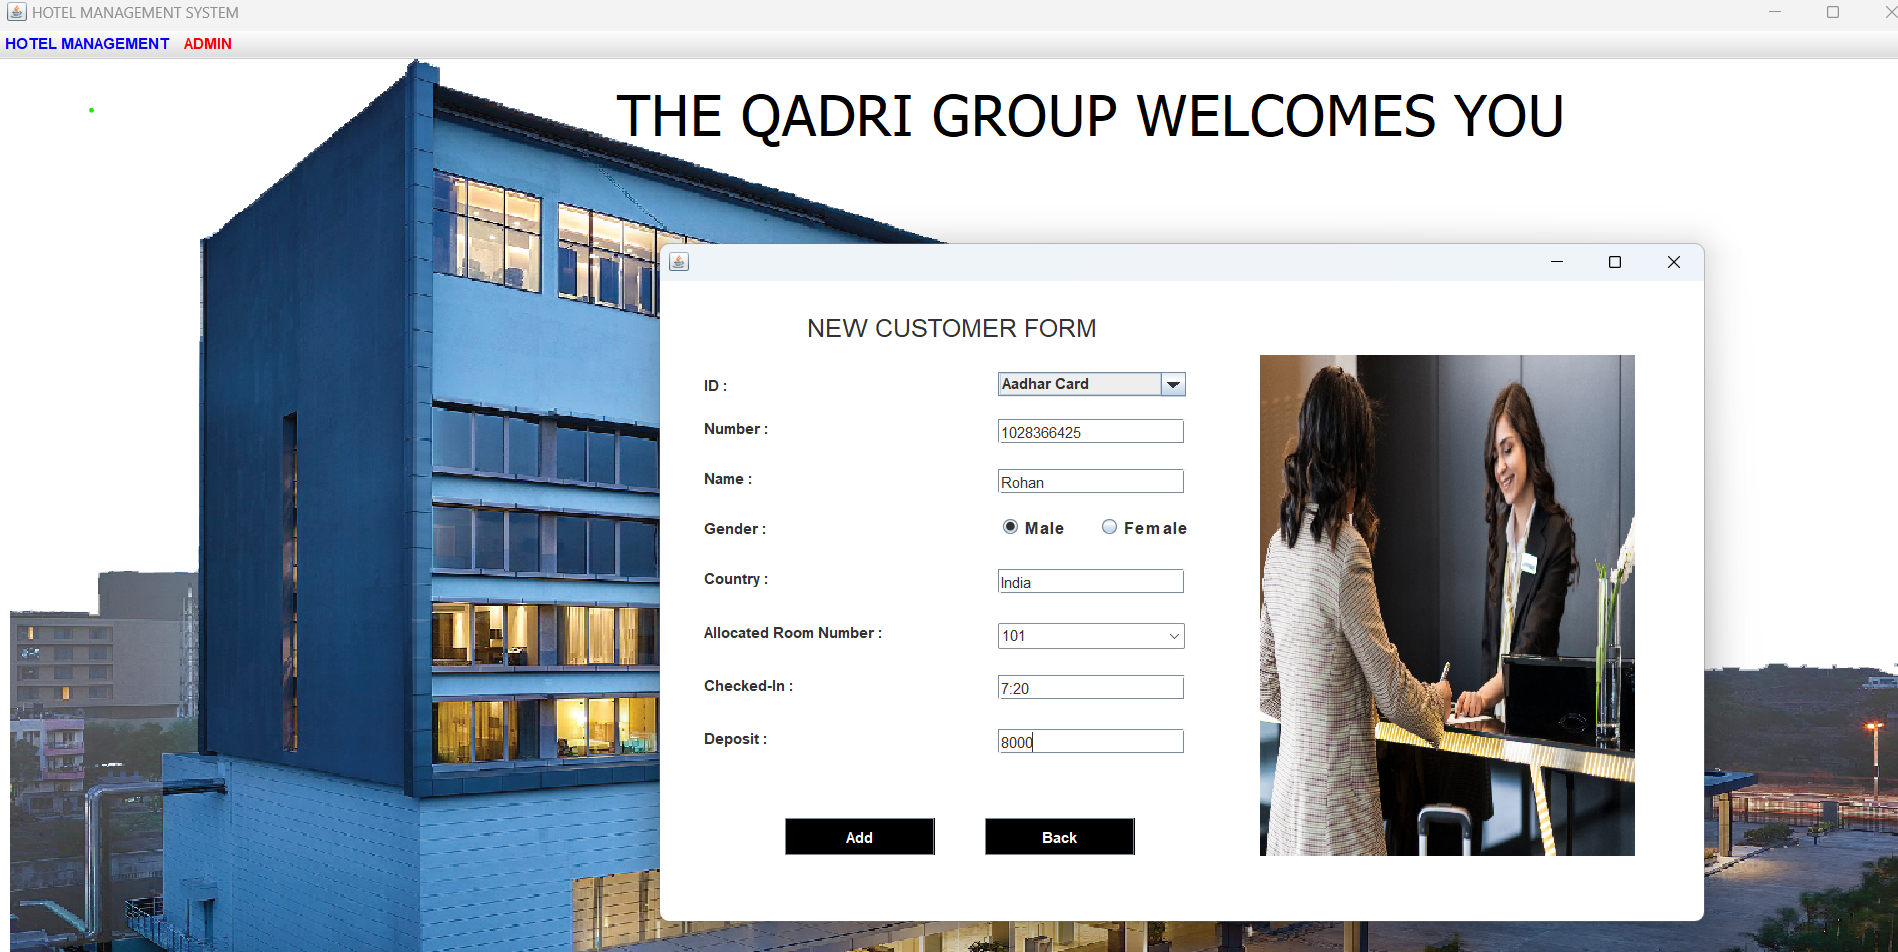 HOTEL MANAGEMENT SYSTEM
HOTEL MANAGEMENT ADMIN
THE QADRI GROUP WELCOMES YOU
NEW CUSTOMER FORM
ID : Aadhar Card
Number : 1028366425
Name : Rohan
Gender : Male Female
Country : India
Allocated Room Number : 101
Checked-In : 7:20
Deposit : 8000
Add Back